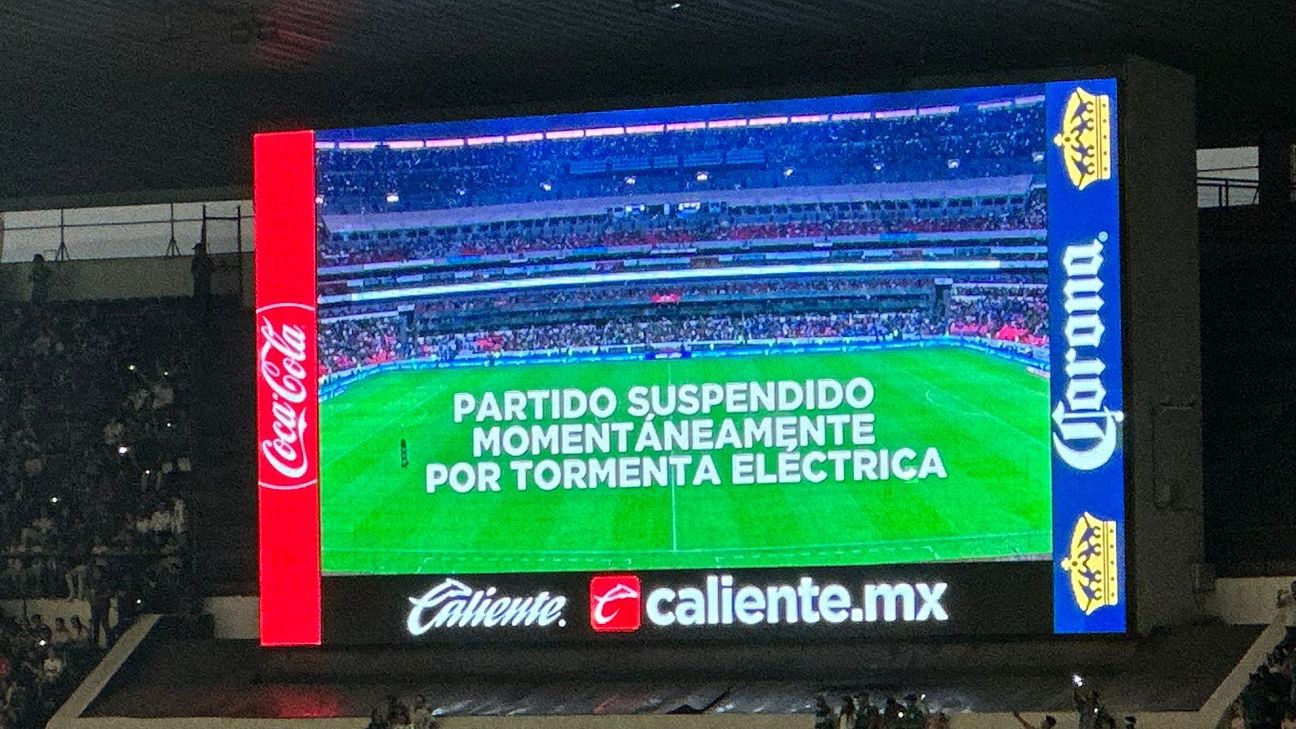 PARTIDO SUSPENDIDO
MOMENTÁNEAMENTE
POR TORMENTA ELÉCTRICA
Coca-Cola
Corona
Caliente.
caliente.mx